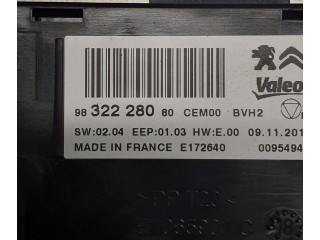 Valeo
98 322 280 80 CEM00 BVH2
SW:02.04 EEP:01.03 HW:E.00 09.11.201
MADE IN FRANCE E172640 0095494